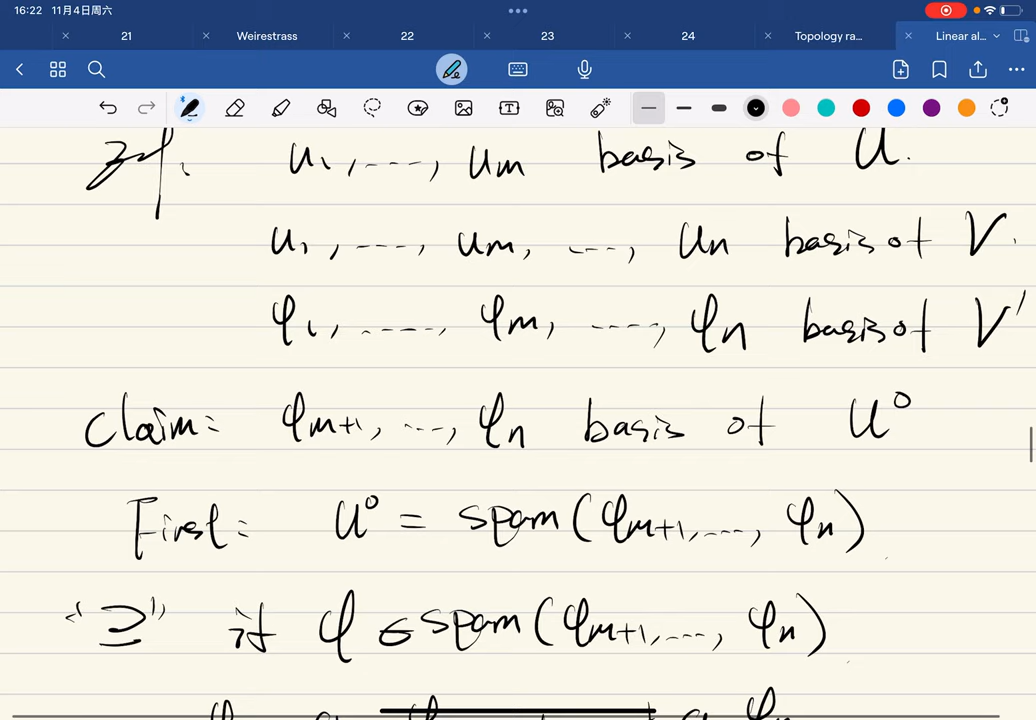 16:22 11月4日周六
21 Weirestrass 22 23 24 Topology ra... Linear al...
pf: u₁, ..., uₘ basis of U.
u₁, ..., uₘ, ..., uₙ basis of V.
φ₁, ..., φₘ, ..., φₙ basis of V′
Claim: φₘ₊₁, ..., φₙ basis of U⁰
First: U⁰ = span(φₘ₊₁, ..., φₙ)
"⊇" if φ ∈ span(φₘ₊₁, ..., φₙ)